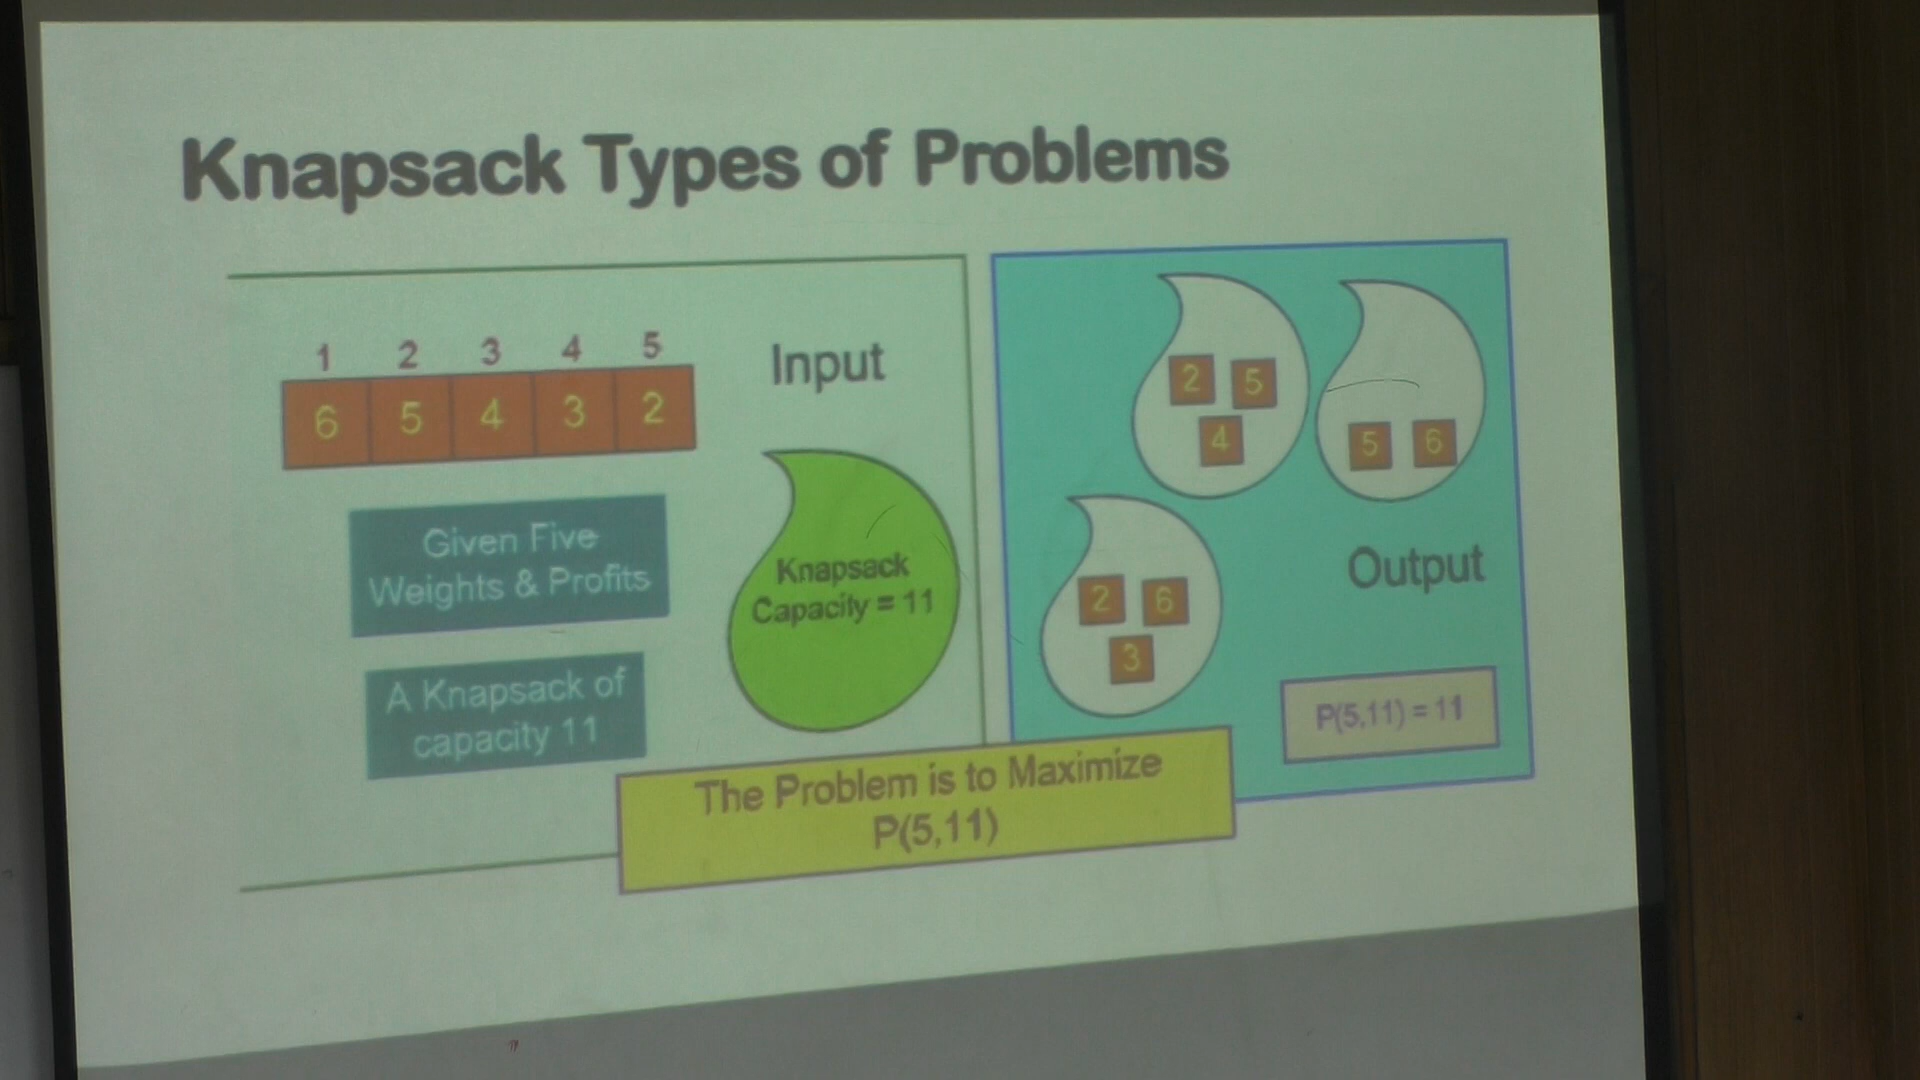 Knapsack Types of Problems
1 2 3 4 5
6 5 4 3 2
Input
Given Five
Weights & Profits
A Knapsack of
capacity 11
Knapsack
Capacity = 11
2 5
4
5 6
2 6
3
Output
P(5,11) = 11
The Problem is to Maximize
P(5,11)